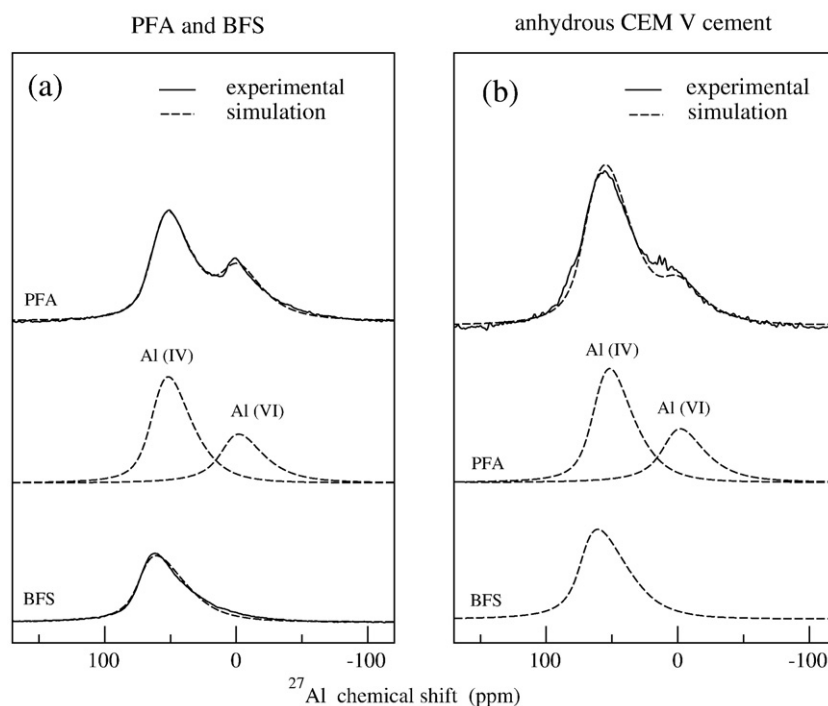 PFA and BFS
(a)
experimental
simulation
PFA
Al (IV)
Al (VI)
BFS
100
0
-100
anhydrous CEM V cement
(b)
experimental
simulation
Al (IV)
Al (VI)
PFA
BFS
100
0
-100
27Al chemical shift (ppm)